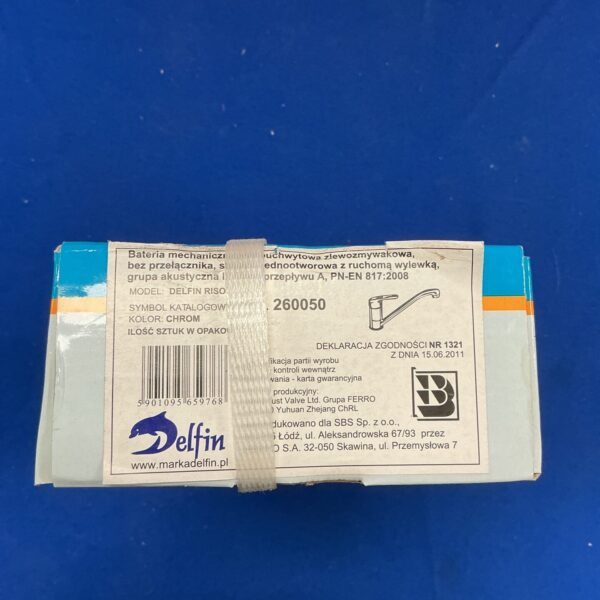 Bateria mechaniczn uchwytowa zlewozmywakowa,
bez przełącznika, s ednootworowa z ruchomą wylewką,
grupa akustyczna przepływu A, PN-EN 817:2008
MODEL: DELFIN RISO
SYMBOL KATALOGOW 260050
KOLOR: CHROM
ILOŚĆ SZTUK W OPAKO
DEKLARACJA ZGODNOŚCI NR 1321
Z DNIA 15.06.2011
fikacja partii wyrobu
kontroli wewnątrz
wania - karta gwarancyjna
produkcyjny:
ust Valve Ltd. Grupa FERRO
Yuhuan Zhejang ChRL
5901095 659768
B
Delfin
www.markadelfin.pl
dukowano dla SBS Sp. z o.o.,
5 Łódź, ul. Aleksandrowska 67/93 przez
O S.A. 32-050 Skawina, ul. Przemysłowa 7